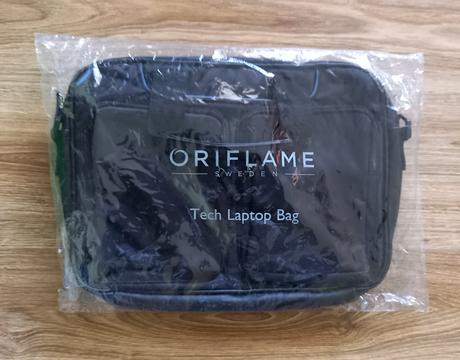 ORIFLAME
SWEDEN
Tech Laptop Bag